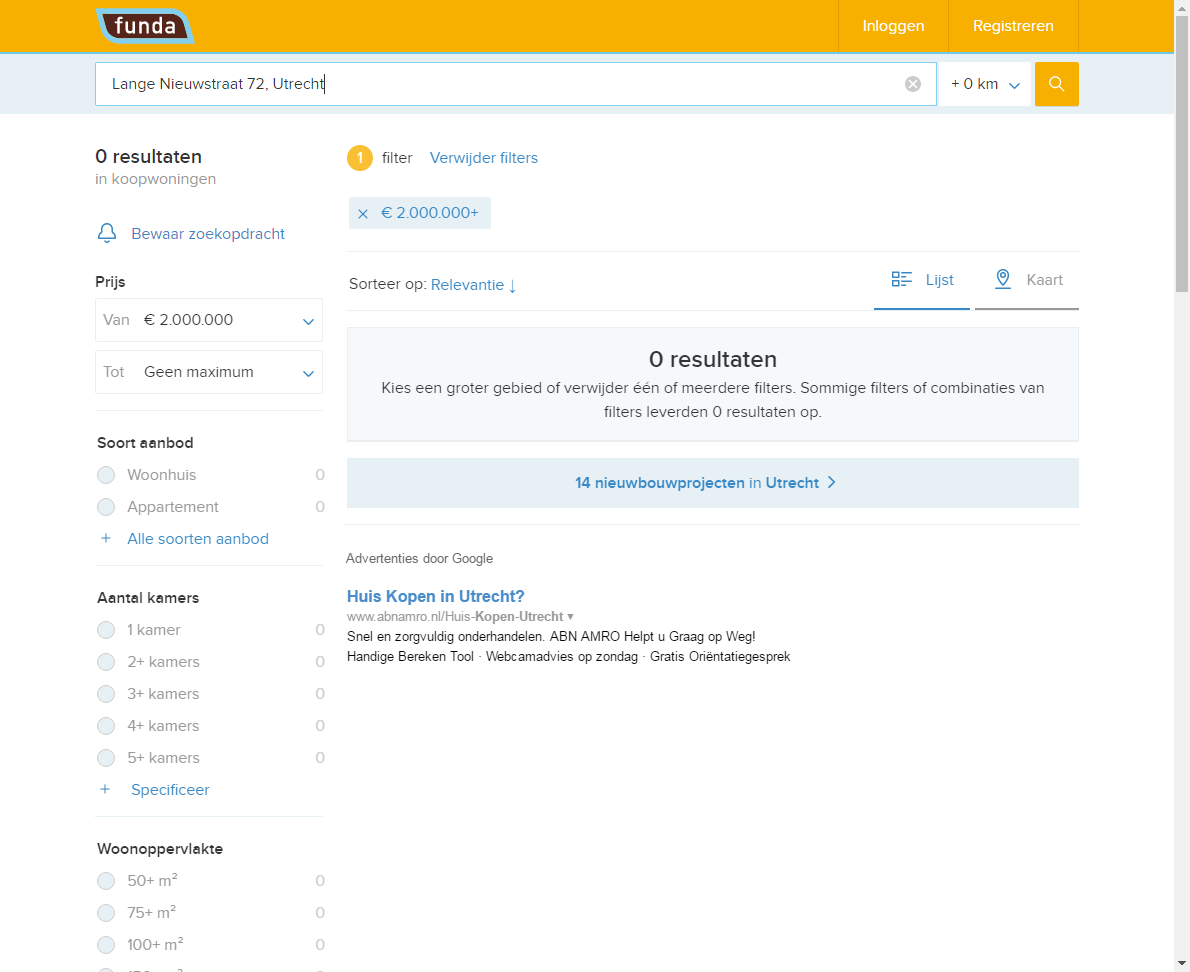 funda
Inloggen
Registreren
Lange Nieuwstraat 72, Utrecht
+ 0 km
0 resultaten
in koopwoningen
Bewaar zoekopdracht
Prijs
Van € 2.000.000
Tot Geen maximum
Soort aanbod
Woonhuis 0
Appartement 0
+ Alle soorten aanbod
Aantal kamers
1 kamer 0
2+ kamers 0
3+ kamers 0
4+ kamers 0
5+ kamers 0
+ Specificeer
Woonoppervlakte
50+ m² 0
75+ m² 0
100+ m² 0
1 filter Verwijder filters
× € 2.000.000+
Sorteer op: Relevantie ↓
Lijst
Kaart
0 resultaten
Kies een groter gebied of verwijder één of meerdere filters. Sommige filters of combinaties van
filters leverden 0 resultaten op.
14 nieuwbouwprojecten in Utrecht >
Advertenties door Google
Huis Kopen in Utrecht?
www.abnamro.nl/Huis-Kopen-Utrecht ▾
Snel en zorgvuldig onderhandelen. ABN AMRO Helpt u Graag op Weg!
Handige Bereken Tool · Webcamadvies op zondag · Gratis Oriëntatiegesprek